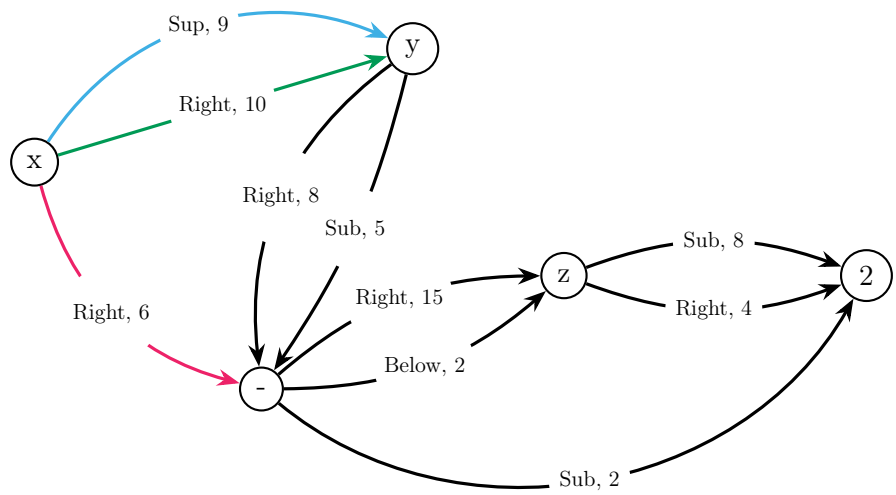 Sup, 9
y
Right, 10
x
Right, 8
Sub, 5
Sub, 8
z
2
Right, 15
Right, 6
Right, 4
Below, 2
-
Sub, 2